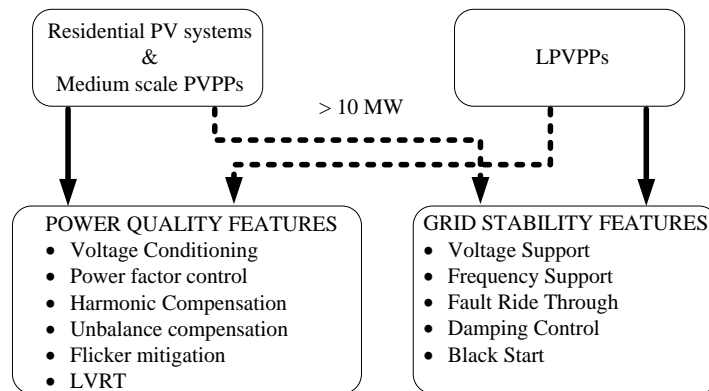 Residential PV systems
&
Medium scale PVPPs
LPVPPs
> 10 MW
POWER QUALITY FEATURES
• Voltage Conditioning
• Power factor control
• Harmonic Compensation
• Unbalance compensation
• Flicker mitigation
• LVRT
GRID STABILITY FEATURES
• Voltage Support
• Frequency Support
• Fault Ride Through
• Damping Control
• Black Start